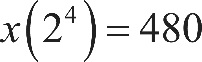 x(2⁴) = 480